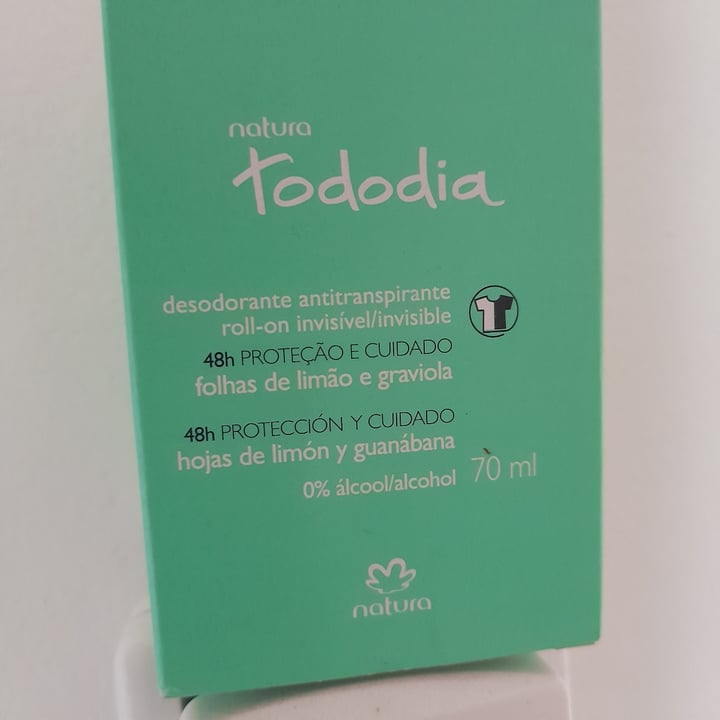 natura
tododia
desodorante antitranspirante
roll-on invisível/invisible
48h PROTEÇÃO E CUIDADO
folhas de limão e graviola
48h PROTECCIÓN Y CUIDADO
hojas de limón y guanábana
0% álcool/alcohol 70 ml
natura